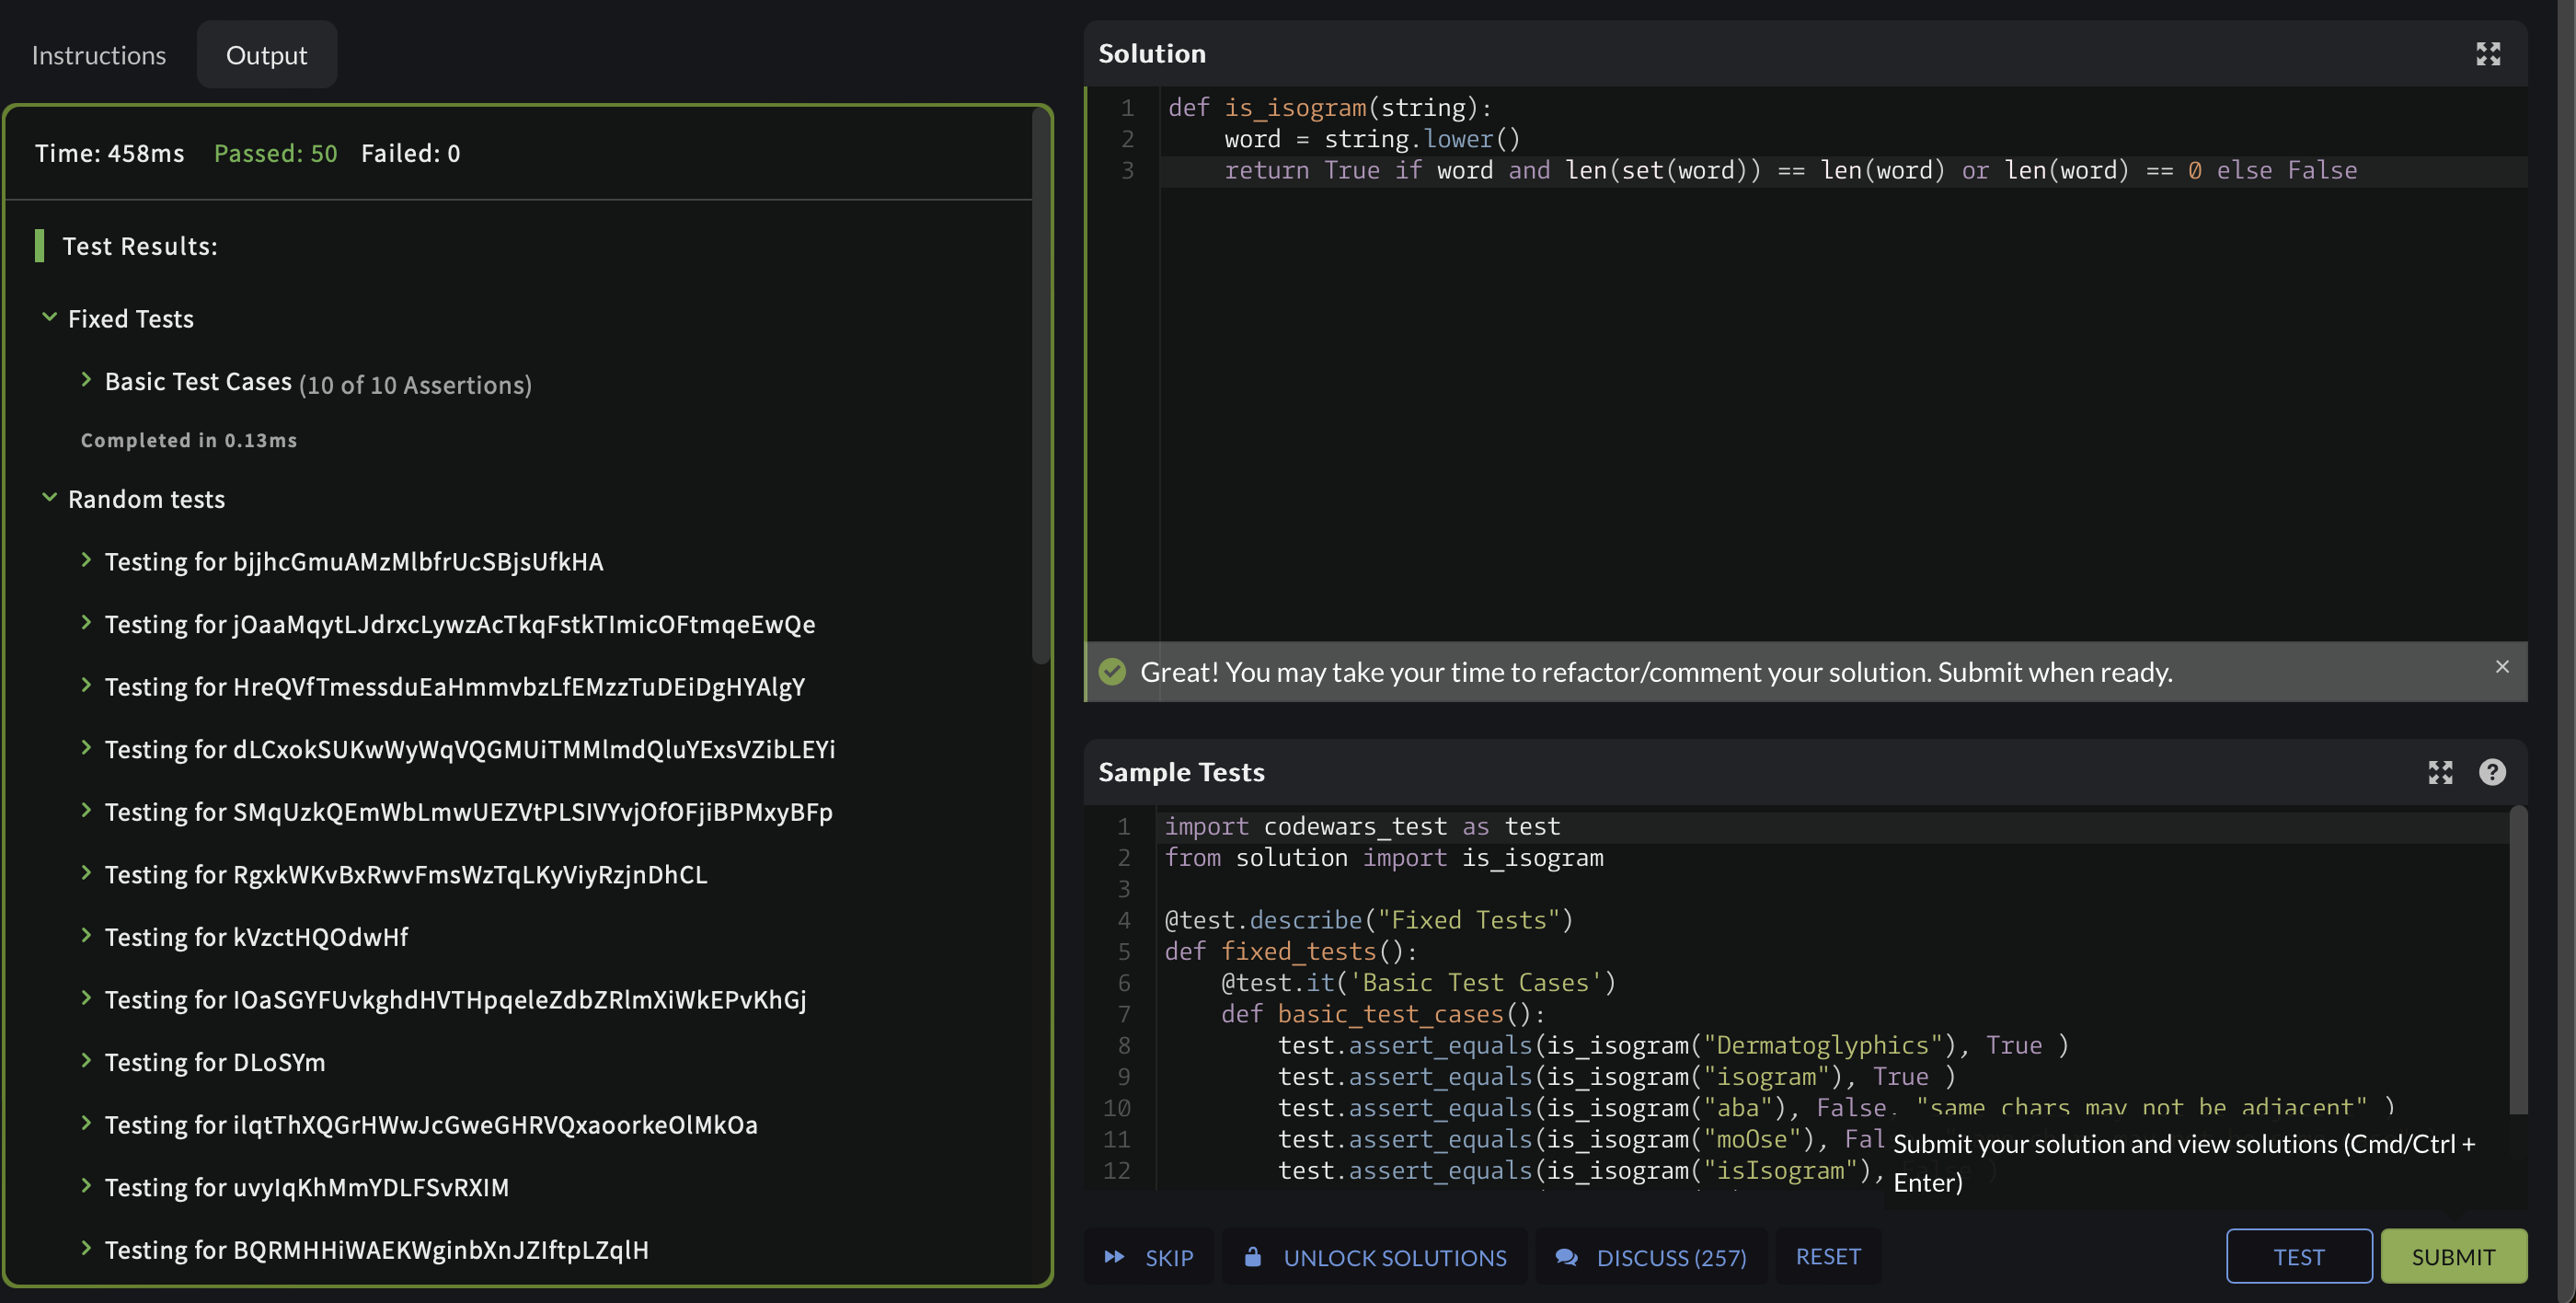 Instructions
Output
Time: 458ms Passed: 50 Failed: 0
Test Results:
Fixed Tests
Basic Test Cases (10 of 10 Assertions)
Completed in 0.13ms
Random tests
Testing for bjjhcGmuAMzMlbfrUcSBjsUfkHA
Testing for jOaaMqytLJdrxcLywzAcTkqFstkTImicOFtmqeEwQe
Testing for HreQVfTmessduEaHmmvbzLfEMzzTuDEiDgHYAlgY
Testing for dLCxokSUKwWyWqVQGMUiTMMlmdQluYExsVZibLEYi
Testing for SMqUzkQEmWbLmwUEZVtPLSIVYvjOfOFjiBPMxyBFp
Testing for RgxkWKvBxRwvFmsWzTqLKyViyRzjnDhCL
Testing for kVzctHQOdwHf
Testing for IOaSGYFUvkghdHVTHpqeleZdbZRlmXiWkEPvKhGj
Testing for DLoSYm
Testing for ilqtThXQGrHWwJcGweGHRVQxaoorkeOlMkOa
Testing for uvyIqKhMmYDLFSvRXIM
Testing for BQRMHHiWAEKWginbXnJZIftpLZqlH
Solution
1 def is_isogram(string):
2 word = string.lower()
3 return True if word and len(set(word)) == len(word) or len(word) == 0 else False
Great! You may take your time to refactor/comment your solution. Submit when ready.
Sample Tests
1 import codewars_test as test
2 from solution import is_isogram
3
4 @test.describe("Fixed Tests")
5 def fixed_tests():
6 @test.it('Basic Test Cases')
7 def basic_test_cases():
8 test.assert_equals(is_isogram("Dermatoglyphics"), True )
9 test.assert_equals(is_isogram("isogram"), True )
10 test.assert_equals(is_isogram("aba"), False, "same chars may not be adjacent" )
11 test.assert_equals(is_isogram("moOse"), Fal
12 test.assert_equals(is_isogram("isIsogram"),
Submit your solution and view solutions (Cmd/Ctrl +
Enter)
SKIP
UNLOCK SOLUTIONS
DISCUSS (257)
RESET
TEST
SUBMIT